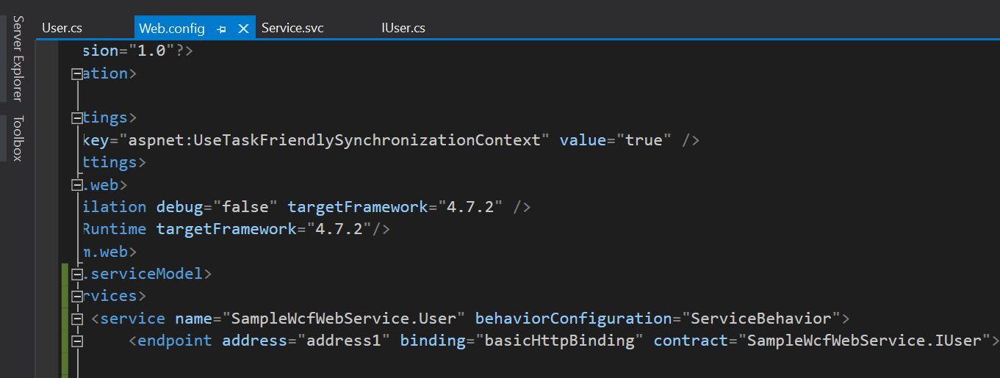 Server Explorer
Toolbox
User.cs Web.config Service.svc IUser.cs
sion="1.0"?>
ation>
tings>
key="aspnet:UseTaskFriendlySynchronizationContext" value="true" />
ttings>
.web>
ilation debug="false" targetFramework="4.7.2" />
Runtime targetFramework="4.7.2"/>
m.web>
.serviceModel>
rvices>
<service name="SampleWcfWebService.User" behaviorConfiguration="ServiceBehavior">
<endpoint address="address1" binding="basicHttpBinding" contract="SampleWcfWebService.IUser">